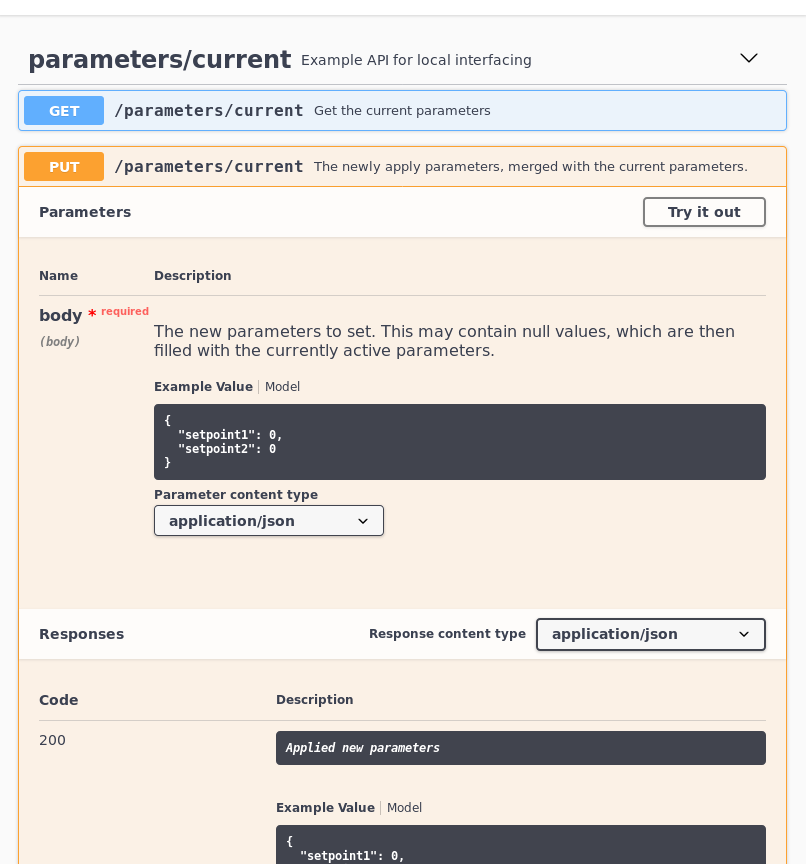 parameters/current Example API for local interfacing
GET /parameters/current Get the current parameters
PUT /parameters/current The newly apply parameters, merged with the current parameters.
Parameters Try it out
Name Description
body * required
(body)
The new parameters to set. This may contain null values, which are then
filled with the currently active parameters.
Example Value Model
{
"setpoint1": 0,
"setpoint2": 0
}
Parameter content type
application/json
Responses Response content type application/json
Code Description
200 Applied new parameters
Example Value Model
{
"setpoint1": 0,